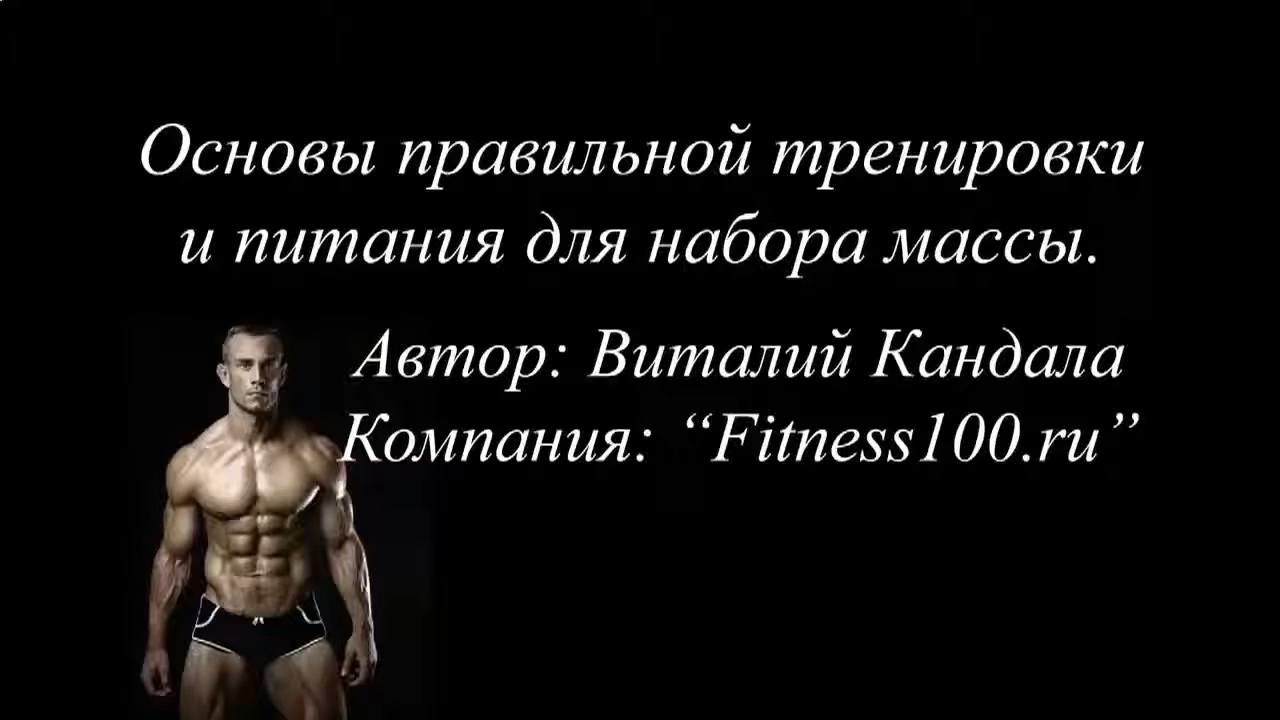 Основы правильной тренировки
и питания для набора массы.
Автор: Виталий Кандала
Компания: “Fitness100.ru”